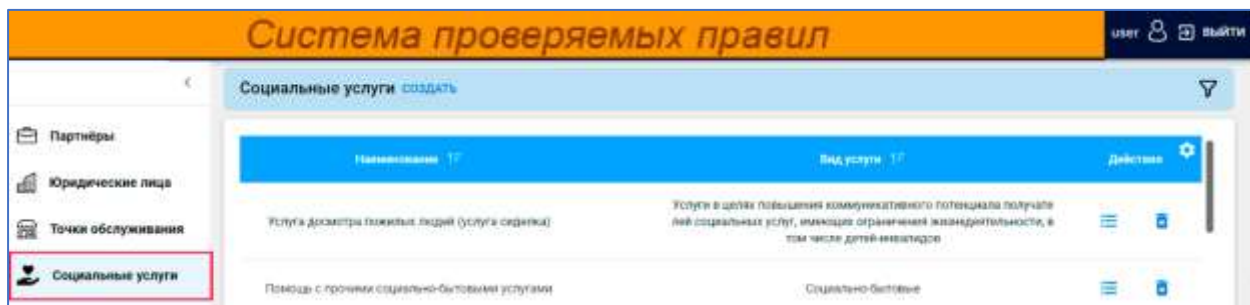 Система проверяемых правил
user выйти
Социальные услуги СОЗДАТЬ
Партнёры
Юридические лица
Точки обслуживания
Социальные услуги
Наименование
Вид услуги
Действия
Услуга досмотра пожилых людей (услуга сиделка)
Услуги в целях повышения коммуникативного потенциала получате
лей социальных услуг, имеющих ограничения жизнедеятельности, в
том числе детей-инвалидов
Помощь с прочими социально-бытовыми услугами
Социально-бытовые